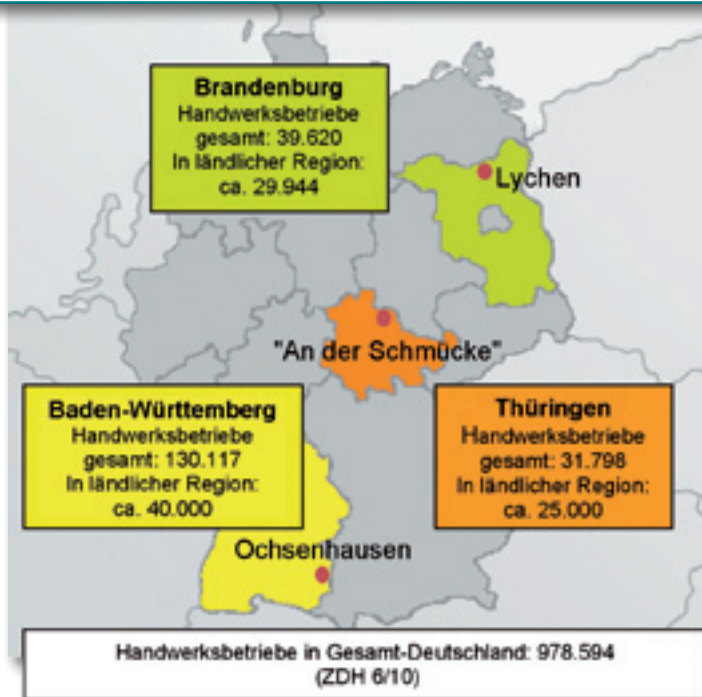 Brandenburg
Handwerksbetriebe
gesamt: 39.620
In ländlicher Region:
ca. 29.944
Lychen
"An der Schmücke"
Baden-Württemberg
Handwerksbetriebe
gesamt: 130.117
In ländlicher Region:
ca. 40.000
Thüringen
Handwerksbetriebe
gesamt: 31.798
In ländlicher Region:
ca. 25.000
Ochsenhausen
Handwerksbetriebe in Gesamt-Deutschland: 978.594
(ZDH 6/10)